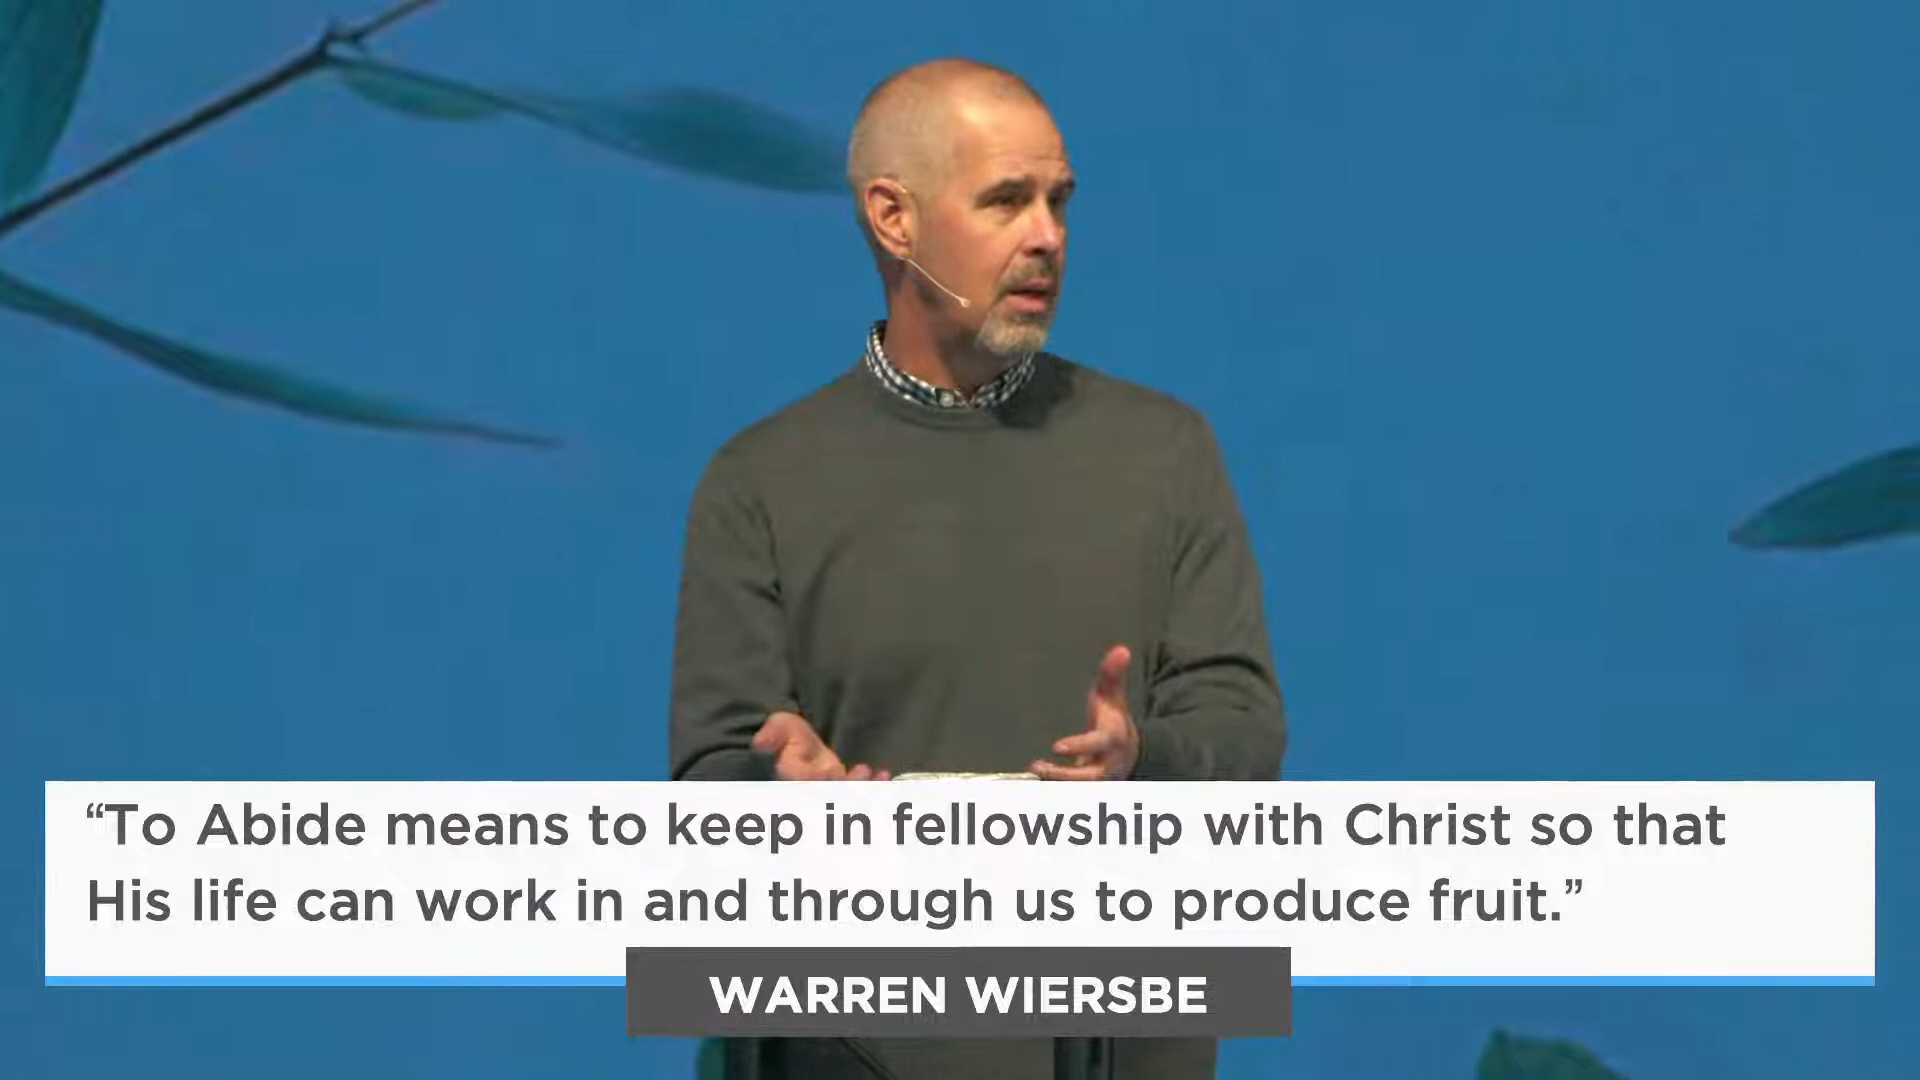 “To Abide means to keep in fellowship with Christ so that
His life can work in and through us to produce fruit.”
WARREN WIERSBE